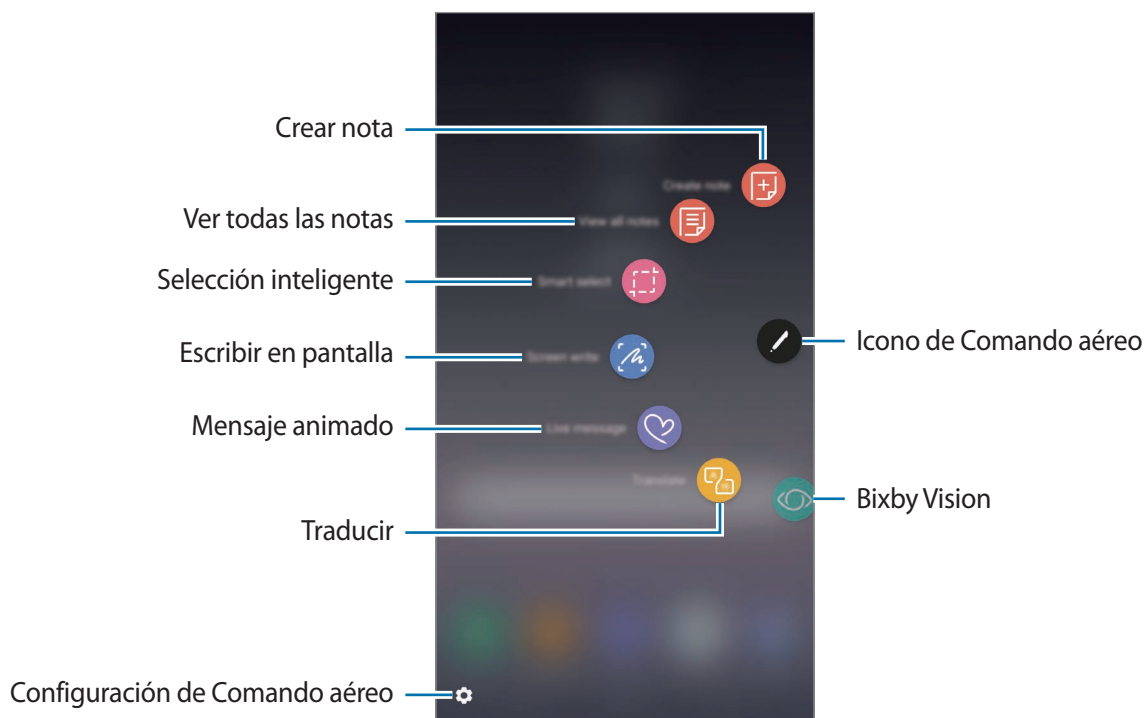 Crear nota
Create note
Ver todas las notas
View all notes
Selección inteligente
Smart select
Icono de Comando aéreo
Escribir en pantalla
Screen write
Mensaje animado
Live message
Translate
Bixby Vision
Traducir
Configuración de Comando aéreo